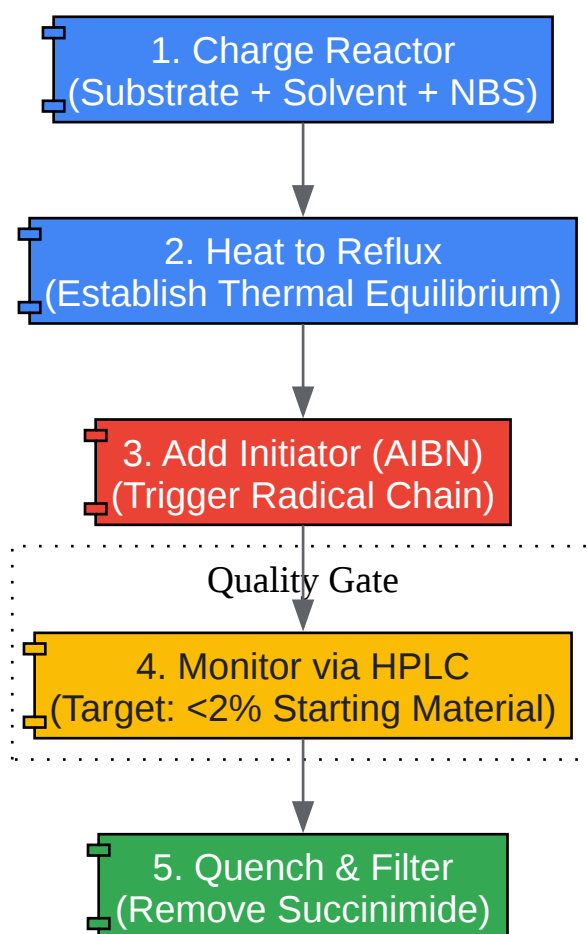 1. Charge Reactor
(Substrate + Solvent + NBS)
2. Heat to Reflux
(Establish Thermal Equilibrium)
3. Add Initiator (AIBN)
(Trigger Radical Chain)
Quality Gate
4. Monitor via HPLC
(Target: <2% Starting Material)
5. Quench & Filter
(Remove Succinimide)